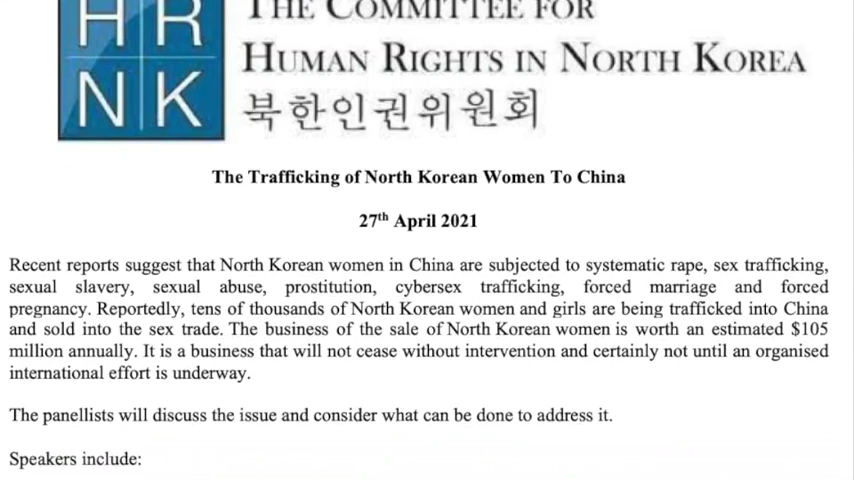 HR
NK
THE COMMITTEE FOR
HUMAN RIGHTS IN NORTH KOREA
북한인권위원회
The Trafficking of North Korean Women To China
27th April 2021
Recent reports suggest that North Korean women in China are subjected to systematic rape, sex trafficking,
sexual slavery, sexual abuse, prostitution, cybersex trafficking, forced marriage and forced
pregnancy. Reportedly, tens of thousands of North Korean women and girls are being trafficked into China
and sold into the sex trade. The business of the sale of North Korean women is worth an estimated $105
million annually. It is a business that will not cease without intervention and certainly not until an organised
international effort is underway.
The panellists will discuss the issue and consider what can be done to address it.
Speakers include: